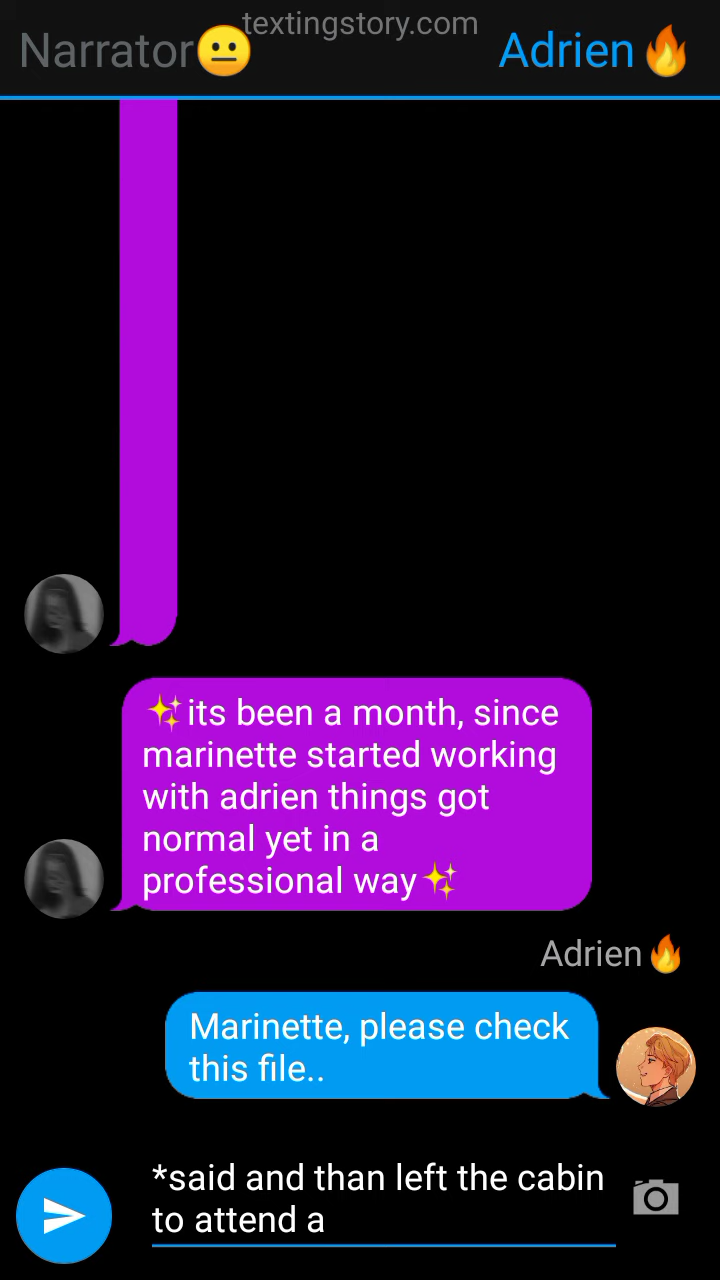 textingstory.com
Narrator😐 Adrien🔥
✨its been a month, since
marinette started working
with adrien things got
normal yet in a
professional way✨
Adrien🔥
Marinette, please check
this file..
*said and than left the cabin
to attend a